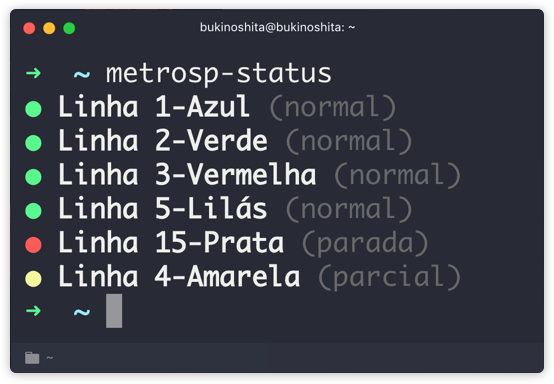 bukinoshita@bukinoshita: ~
➜ ~ metrosp-status
● Linha 1-Azul (normal)
● Linha 2-Verde (normal)
● Linha 3-Vermelha (normal)
● Linha 5-Lilás (normal)
● Linha 15-Prata (parada)
● Linha 4-Amarela (parcial)
➜ ~
~